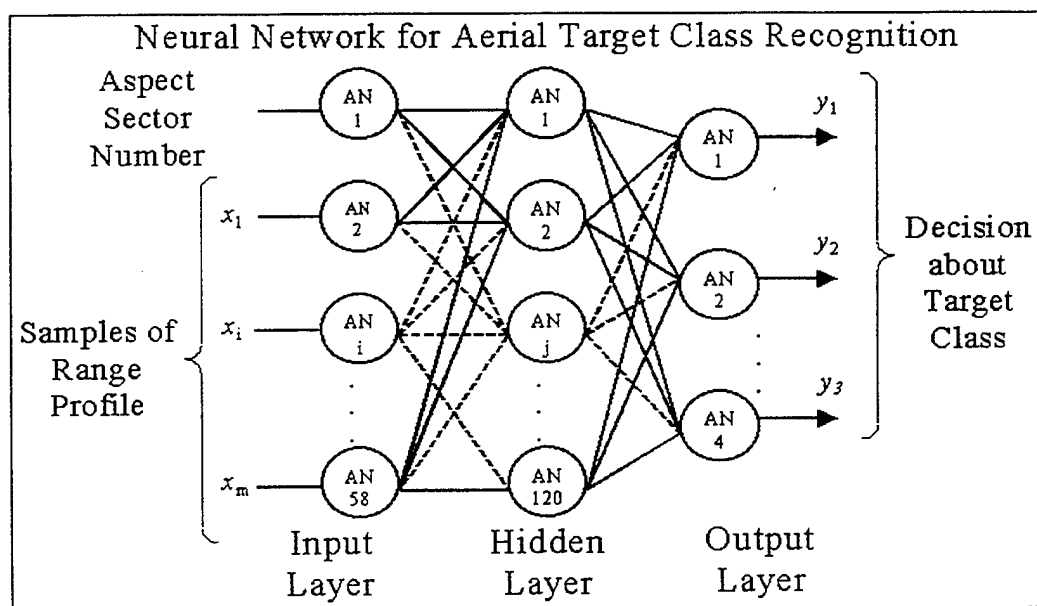 Neural Network for Aerial Target Class Recognition
Aspect
Sector
Number
Samples of
Range
Profile
x1
xi
xm
AN
1
AN
2
AN
i
AN
58
Input
Layer
AN
1
AN
2
AN
j
AN
120
Hidden
Layer
AN
1
AN
2
AN
4
Output
Layer
y1
y2
y3
Decision
about
Target
Class